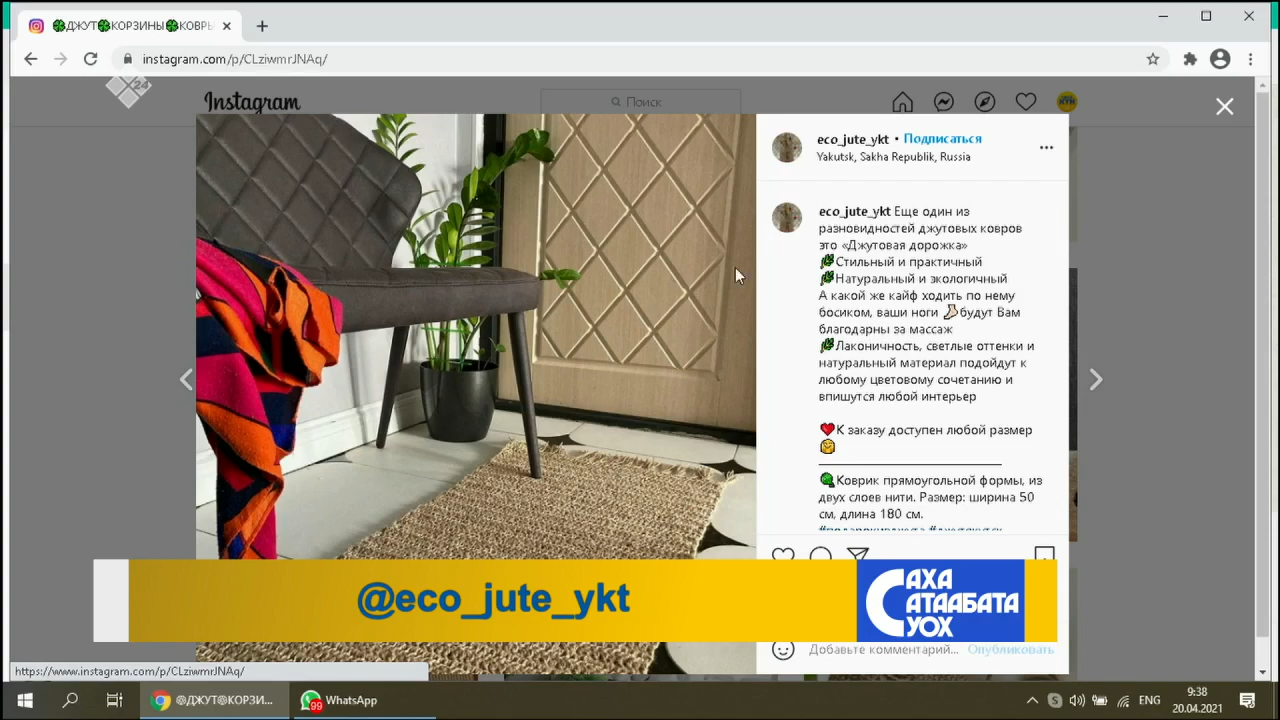 🍀ДЖУТ🍀КОРЗИНЫ🍀КОВРЫ
instagram.com/p/CLziwmrJNAq/
24
Instagram
Поиск
eco_jute_ykt • Подписаться
Yakutsk, Sakha Republik, Russia
eco_jute_ykt Еще один из
разновидностей джутовых ковров
это «Джутовая дорожка»
🌿Стильный и практичный
🌿Натуральный и экологичный
А какой же кайф ходить по нему
босиком, ваши ноги 🦶будут Вам
благодарны за массаж
🌿Лаконичность, светлые оттенки и
натуральный материал подойдут к
любому цветовому сочетанию и
впишутся любой интерьер
❤️К заказу доступен любой размер
🤗
Коврик прямоугольной формы, из
двух слоев нити. Размер: ширина 50
см, длина 180 см.
@eco_jute_ykt
САХА
САТААБАТА
СУОХ
Добавьте комментарий... Опубликовать
https://www.instagram.com/p/CLziwmrJNAq/
@ДЖУТ@КОРЗИ...
99
WhatsApp
ENG
9:38
20.04.2021